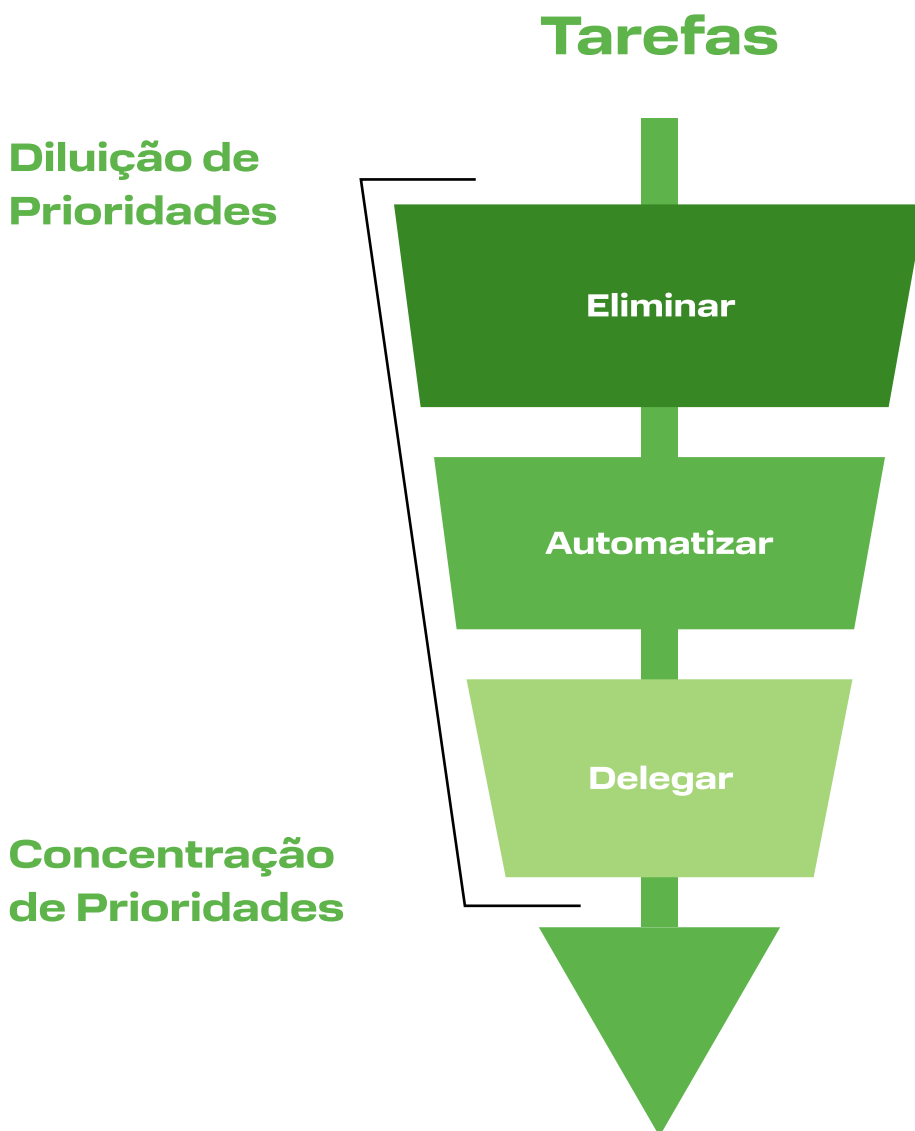 Tarefas
Diluição de
Prioridades
Eliminar
Automatizar
Delegar
Concentração
de Prioridades